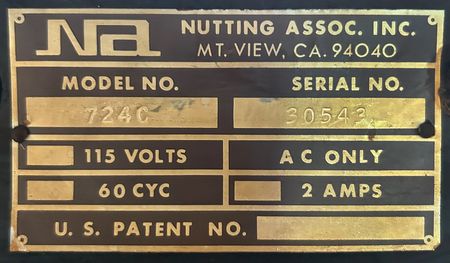 Na NUTTING ASSOC. INC.
MT. VIEW, CA. 94040
MODEL NO. SERIAL NO.
724C 30543
115 VOLTS AC ONLY
60 CYC 2 AMPS
U. S. PATENT NO.